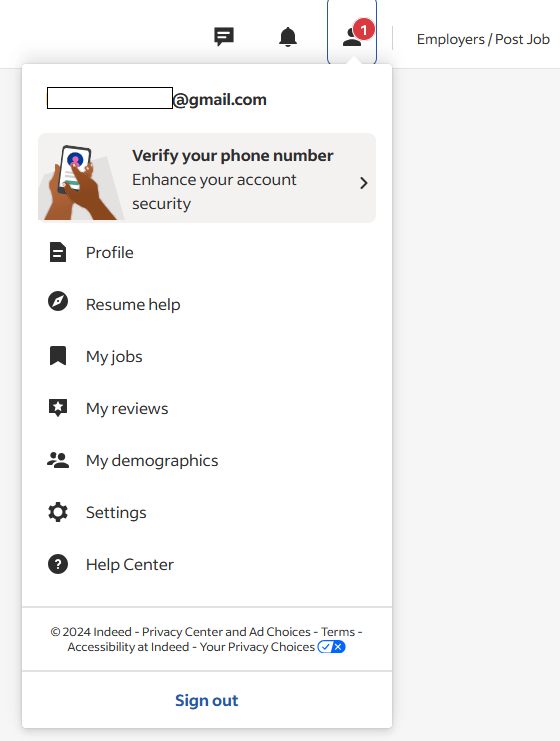 1
Employers / Post Job
@gmail.com
Verify your phone number
Enhance your account
security
Profile
Resume help
My jobs
My reviews
My demographics
Settings
Help Center
© 2024 Indeed - Privacy Center and Ad Choices - Terms -
Accessibility at Indeed - Your Privacy Choices
Sign out